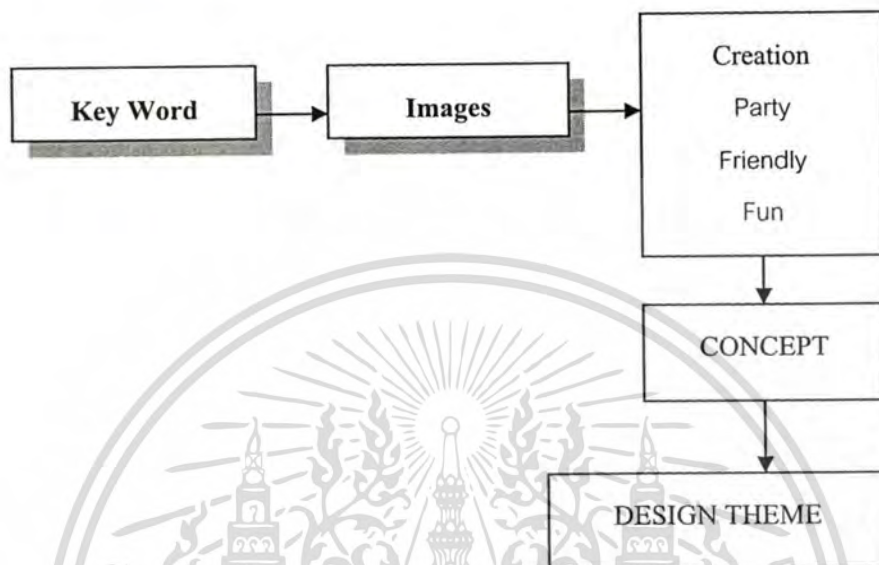 Key Word
Images
Creation
Party
Friendly
Fun
CONCEPT
DESIGN THEME